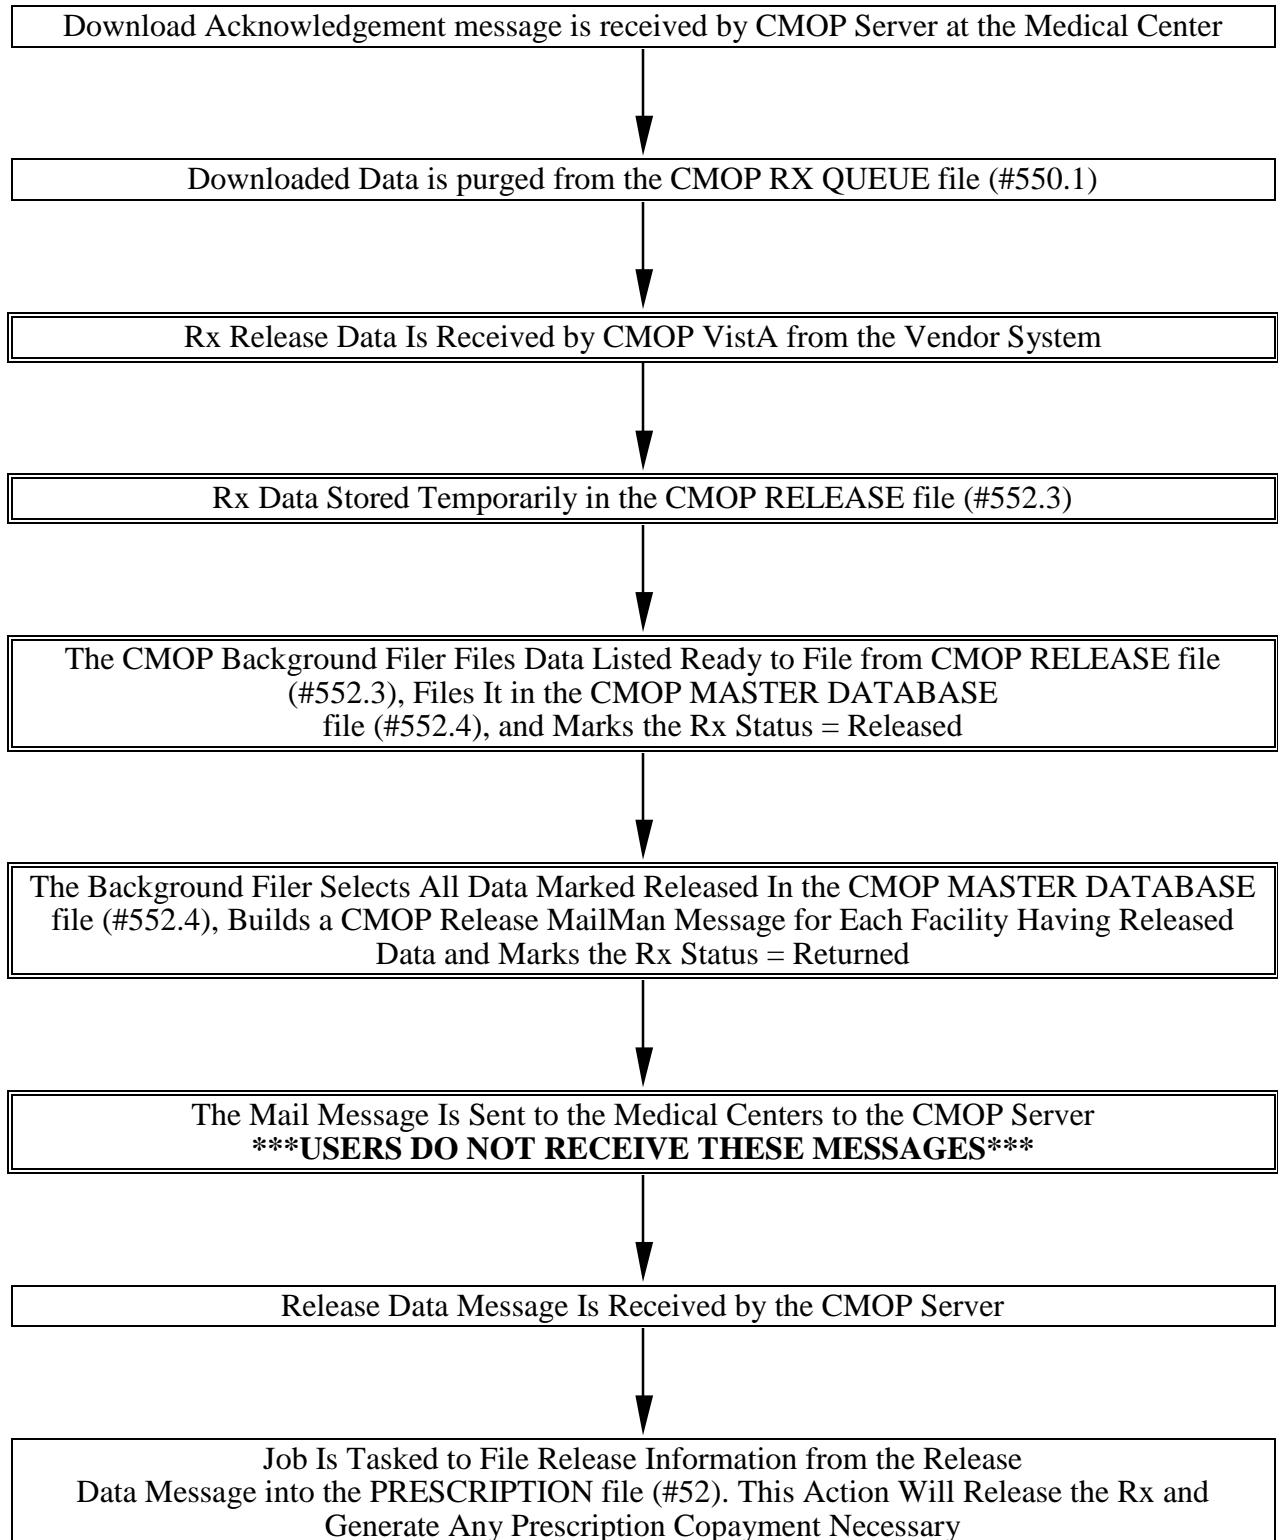 Download Acknowledgement message is received by CMOP Server at the Medical Center
Downloaded Data is purged from the CMOP RX QUEUE file (#550.1)
Rx Release Data Is Received by CMOP VistA from the Vendor System
Rx Data Stored Temporarily in the CMOP RELEASE file (#552.3)
The CMOP Background Filer Files Data Listed Ready to File from CMOP RELEASE file
(#552.3), Files It in the CMOP MASTER DATABASE
file (#552.4), and Marks the Rx Status = Released
The Background Filer Selects All Data Marked Released In the CMOP MASTER DATABASE
file (#552.4), Builds a CMOP Release MailMan Message for Each Facility Having Released
Data and Marks the Rx Status = Returned
The Mail Message Is Sent to the Medical Centers to the CMOP Server
***USERS DO NOT RECEIVE THESE MESSAGES***
Release Data Message Is Received by the CMOP Server
Job Is Tasked to File Release Information from the Release
Data Message into the PRESCRIPTION file (#52). This Action Will Release the Rx and
Generate Any Prescription Copayment Necessary